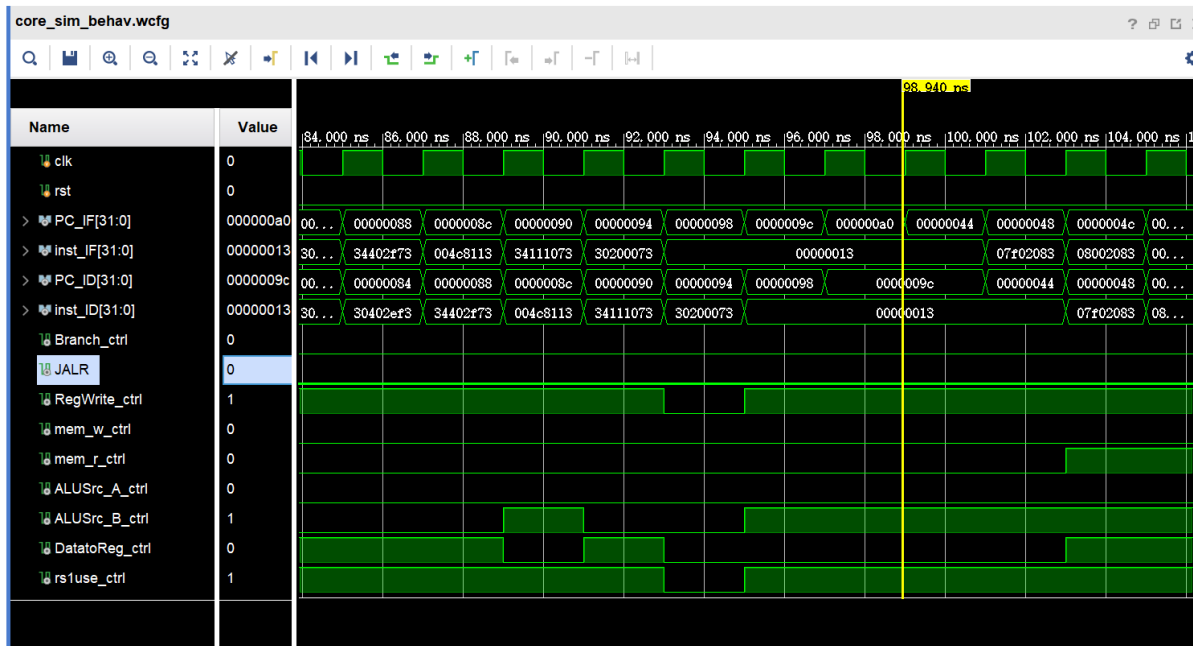 core_sim_behav.wcfg
?
98.940 ns
Name Value
84.000 ns 86.000 ns 88.000 ns 90.000 ns 92.000 ns 94.000 ns 96.000 ns 98.000 ns 100.000 ns 102.000 ns 104.000 ns
clk 0
rst 0
PC_IF[31:0] 000000a0 00... 00000088 0000008c 00000090 00000094 00000098 0000009c 000000a0 00000044 00000048 0000004c 00...
inst_IF[31:0] 00000013 30... 34402f73 004c8113 34111073 30200073 00000013 07f02083 08002083 00...
PC_ID[31:0] 0000009c 00... 00000084 00000088 0000008c 00000090 00000094 00000098 0000009c 00000044 00000048 00...
inst_ID[31:0] 00000013 30... 30402ef3 34402f73 004c8113 34111073 30200073 00000013 07f02083 08...
Branch_ctrl 0
JALR 0
RegWrite_ctrl 1
mem_w_ctrl 0
mem_r_ctrl 0
ALUSrc_A_ctrl 0
ALUSrc_B_ctrl 1
DatatoReg_ctrl 0
rs1use_ctrl 1